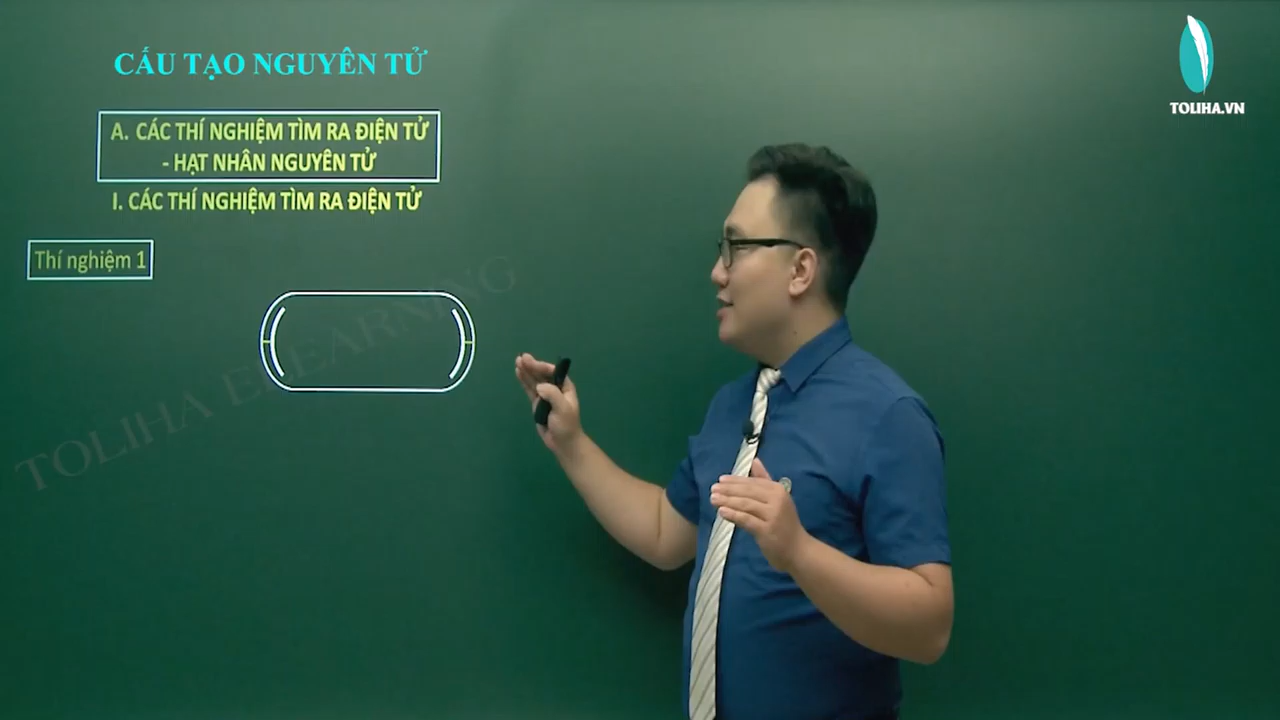 CẤU TẠO NGUYÊN TỬ
TOLIHA.VN
A. CÁC THÍ NGHIỆM TÌM RA ĐIỆN TỬ
- HẠT NHÂN NGUYÊN TỬ
I. CÁC THÍ NGHIỆM TÌM RA ĐIỆN TỬ
Thí nghiệm 1
TOLIHA ELEARNING